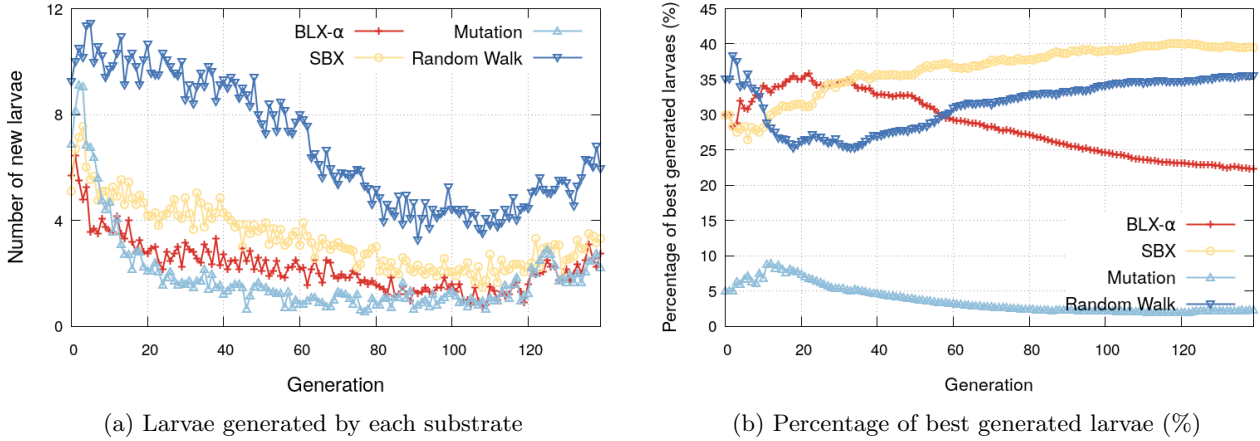 Number of new larvae
12
8
4
0
BLX-α
SBX
Mutation
Random Walk
0 20 40 60 80 100 120
Generation
(a) Larvae generated by each substrate
Percentage of best generated larvaes (%)
45
40
35
30
25
20
15
10
5
0
BLX-α
SBX
Mutation
Random Walk
0 20 40 60 80 100 120
Generation
(b) Percentage of best generated larvae (%)